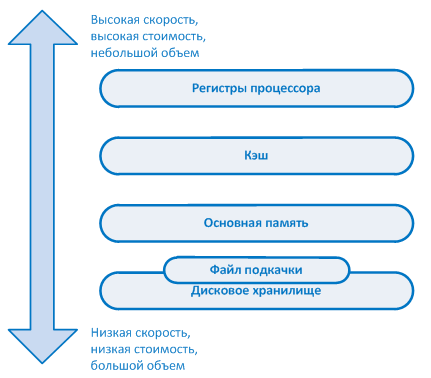 Высокая скорость,
высокая стоимость,
небольшой объем
Регистры процессора
Кэш
Основная память
Файл подкачки
Дисковое хранилище
Низкая скорость,
низкая стоимость,
большой объем